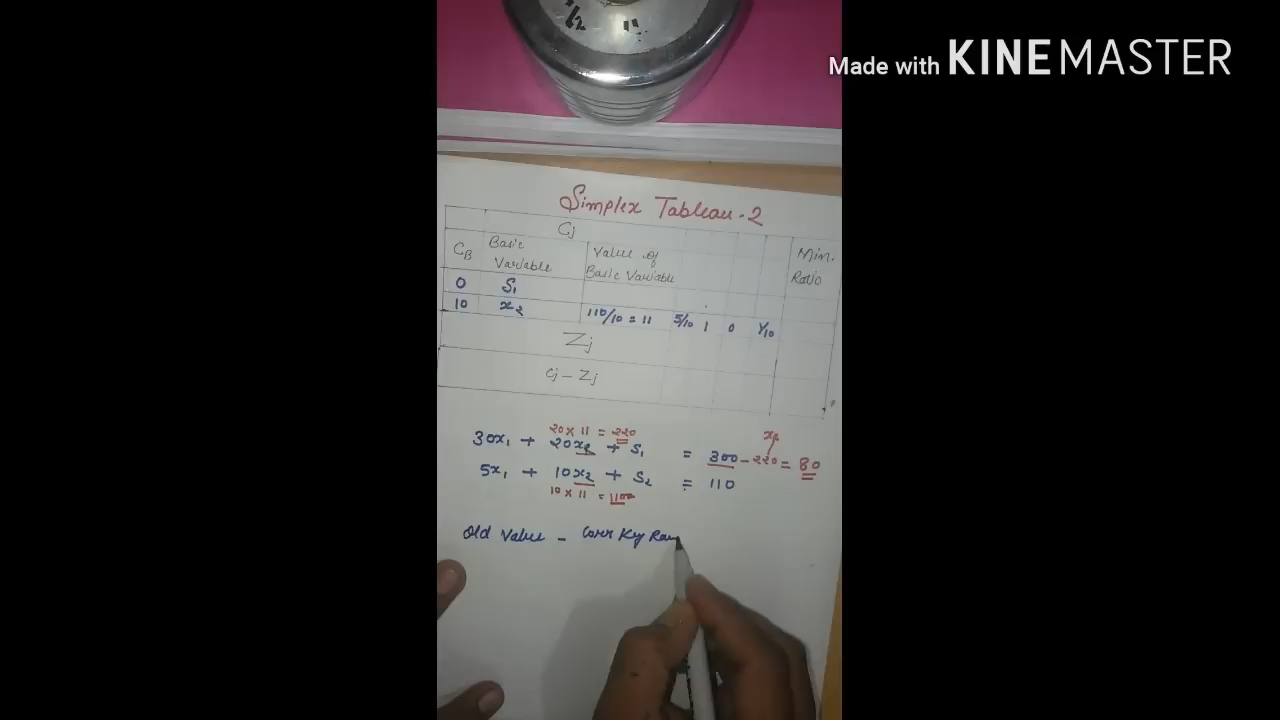 Made with KINEMASTER
Simplex Tableau-2
Cj
CB Basic Variable Value of Basic Variable Min. Ratio
0 S1
10 x2 110/10 = 11 5/10 1 0 1/10
Zj
Cj - Zj
20 x 11 = 220 x2
30x1 + 20x2 + S1 = 300 - 220 = 80
5x1 + 10x2 + S2 = 110
10 x 11 = 110
Old Value - Corr Key Row